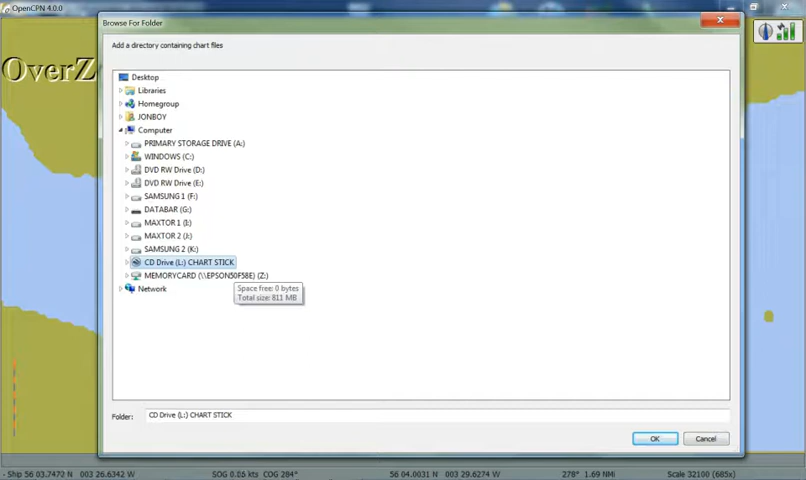 OpenCPN 4.0.0
Browse For Folder
Add a directory containing chart files
OverZ
Desktop
Libraries
Homegroup
JONBOY
Computer
PRIMARY STORAGE DRIVE (A:)
WINDOWS (C:)
DVD RW Drive (D:)
DVD RW Drive (E:)
SAMSUNG 1 (F:)
DATABAR (G:)
MAXTOR 1 (I:)
MAXTOR 2 (J:)
SAMSUNG 2 (K:)
CD Drive (L:) CHART STICK
MEMORYCARD (\\EPSON50F58E) (Z:)
Network
Space free: 0 bytes
Total size: 811 MB
Folder: CD Drive (L:) CHART STICK
OK Cancel
Ship 56 03.7472 N 003 26.6342 W SOG 0.06 kts COG 284° 56 04.0031 N 003 29.6274 W 278° 1.69 NMi Scale 32100 (685x)